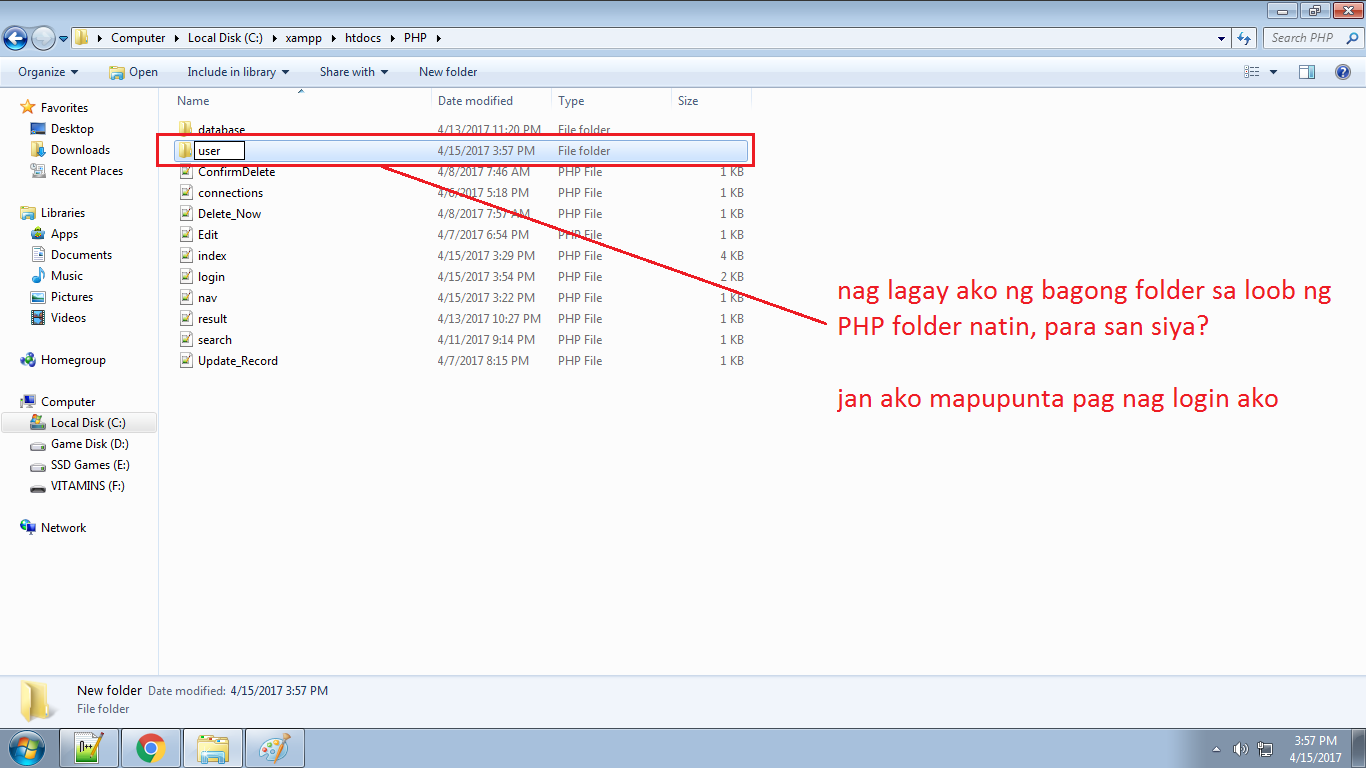 Computer Local Disk (C:) xampp htdocs PHP
Search PHP
Organize Open Include in library Share with New folder
Name Date modified Type Size
Favorites
Desktop
Downloads
Recent Places
Libraries
Apps
Documents
Music
Pictures
Videos
Homegroup
Computer
Local Disk (C:)
Game Disk (D:)
SSD Games (E:)
VITAMINS (F:)
Network
database 4/13/2017 11:20 PM File folder
user 4/15/2017 3:57 PM File folder
ConfirmDelete 4/8/2017 7:46 AM PHP File 1 KB
connections 4/6/2017 5:18 PM PHP File 1 KB
Delete_Now 4/8/2017 7:57 AM PHP File 1 KB
Edit 4/7/2017 6:54 PM PHP File 1 KB
index 4/15/2017 3:29 PM PHP File 4 KB
login 4/15/2017 3:54 PM PHP File 2 KB
nav 4/15/2017 3:22 PM PHP File 1 KB
result 4/13/2017 10:27 PM PHP File 1 KB
search 4/11/2017 9:14 PM PHP File 1 KB
Update_Record 4/7/2017 8:15 PM PHP File 1 KB
nag lagay ako ng bagong folder sa loob ng
PHP folder natin, para san siya?
jan ako mapupunta pag nag login ako
New folder Date modified: 4/15/2017 3:57 PM
File folder
3:57 PM
4/15/2017